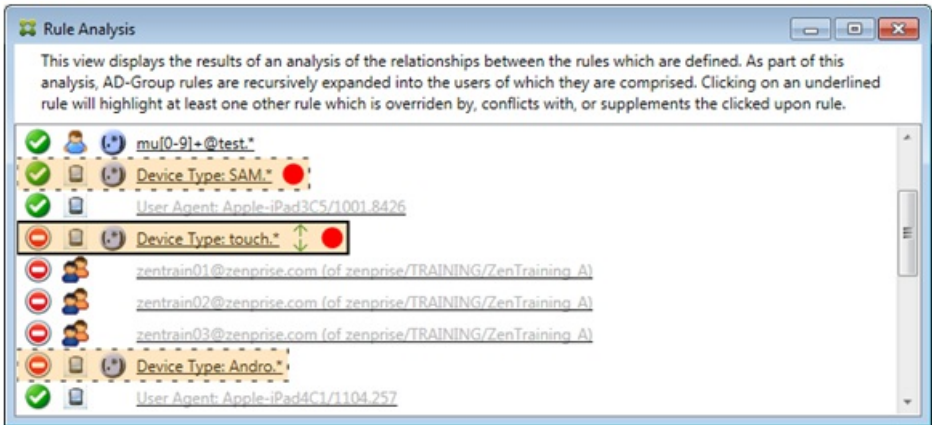 Rule Analysis
This view displays the results of an analysis of the relationships between the rules which are defined. As part of this
analysis, AD-Group rules are recursively expanded into the users of which they are comprised. Clicking on an underlined
rule will highlight at least one other rule which is overriden by, conflicts with, or supplements the clicked upon rule.
(.*) mu[0-9]+@test.*
(.*) Device Type: SAM.*
User Agent: Apple-iPad3C5/1001.8426
(.*) Device Type: touch.*
zentrain01@zenprise.com (of zenprise/TRAINING/ZenTraining A)
zentrain02@zenprise.com (of zenprise/TRAINING/ZenTraining A)
zentrain03@zenprise.com (of zenprise/TRAINING/ZenTraining A)
(.*) Device Type: Andro.*
User Agent: Apple-iPad4C1/1104.257